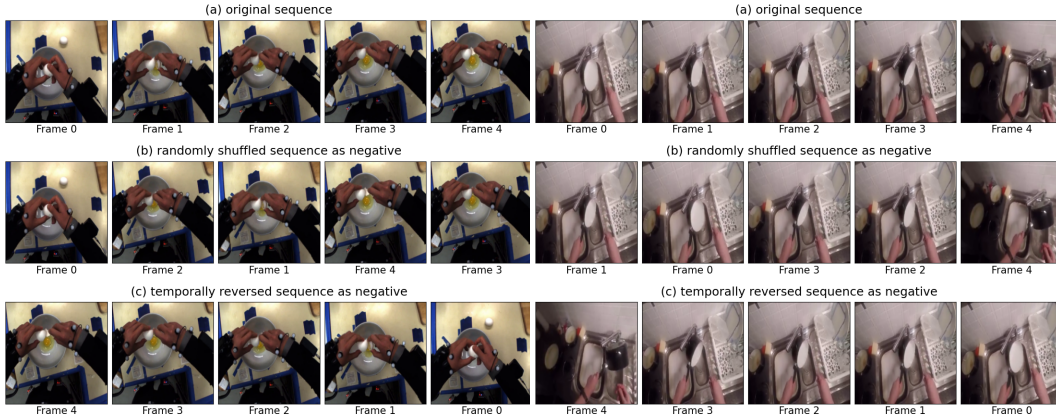 (a) original sequence
Frame 0 Frame 1 Frame 2 Frame 3 Frame 4
(b) randomly shuffled sequence as negative
Frame 0 Frame 2 Frame 1 Frame 4 Frame 3
(c) temporally reversed sequence as negative
Frame 4 Frame 3 Frame 2 Frame 1 Frame 0
(a) original sequence
Frame 0 Frame 1 Frame 2 Frame 3 Frame 4
(b) randomly shuffled sequence as negative
Frame 1 Frame 0 Frame 3 Frame 2 Frame 4
(c) temporally reversed sequence as negative
Frame 4 Frame 3 Frame 2 Frame 1 Frame 0